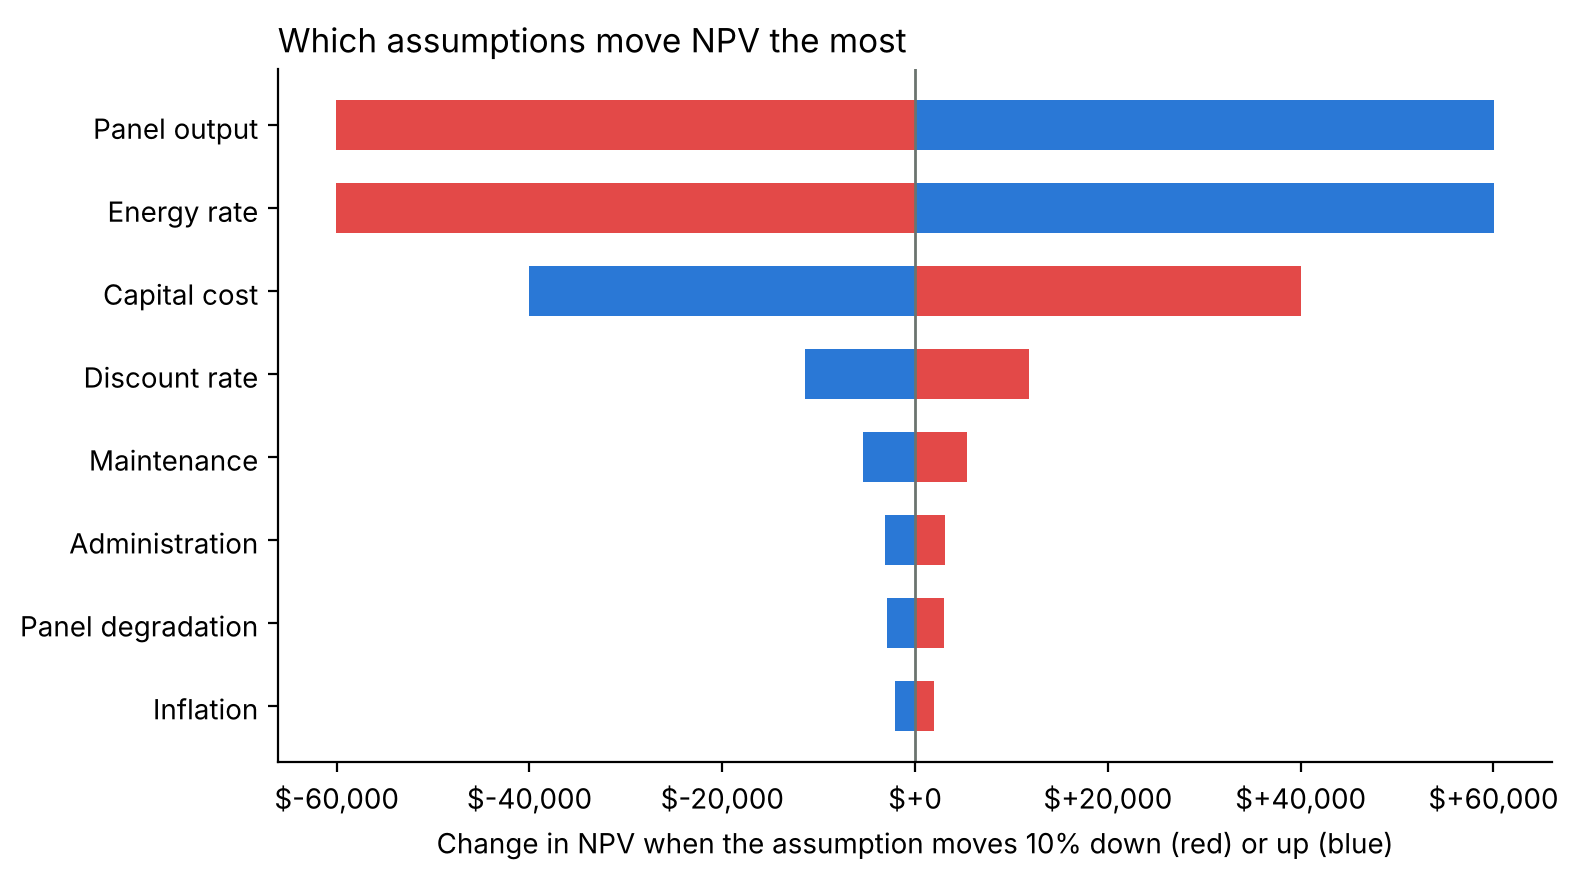 Which assumptions move NPV the most
Panel output
Energy rate
Capital cost
Discount rate
Maintenance
Administration
Panel degradation
Inflation
$-60,000 $-40,000 $-20,000 $+0 $+20,000 $+40,000 $+60,000
Change in NPV when the assumption moves 10% down (red) or up (blue)